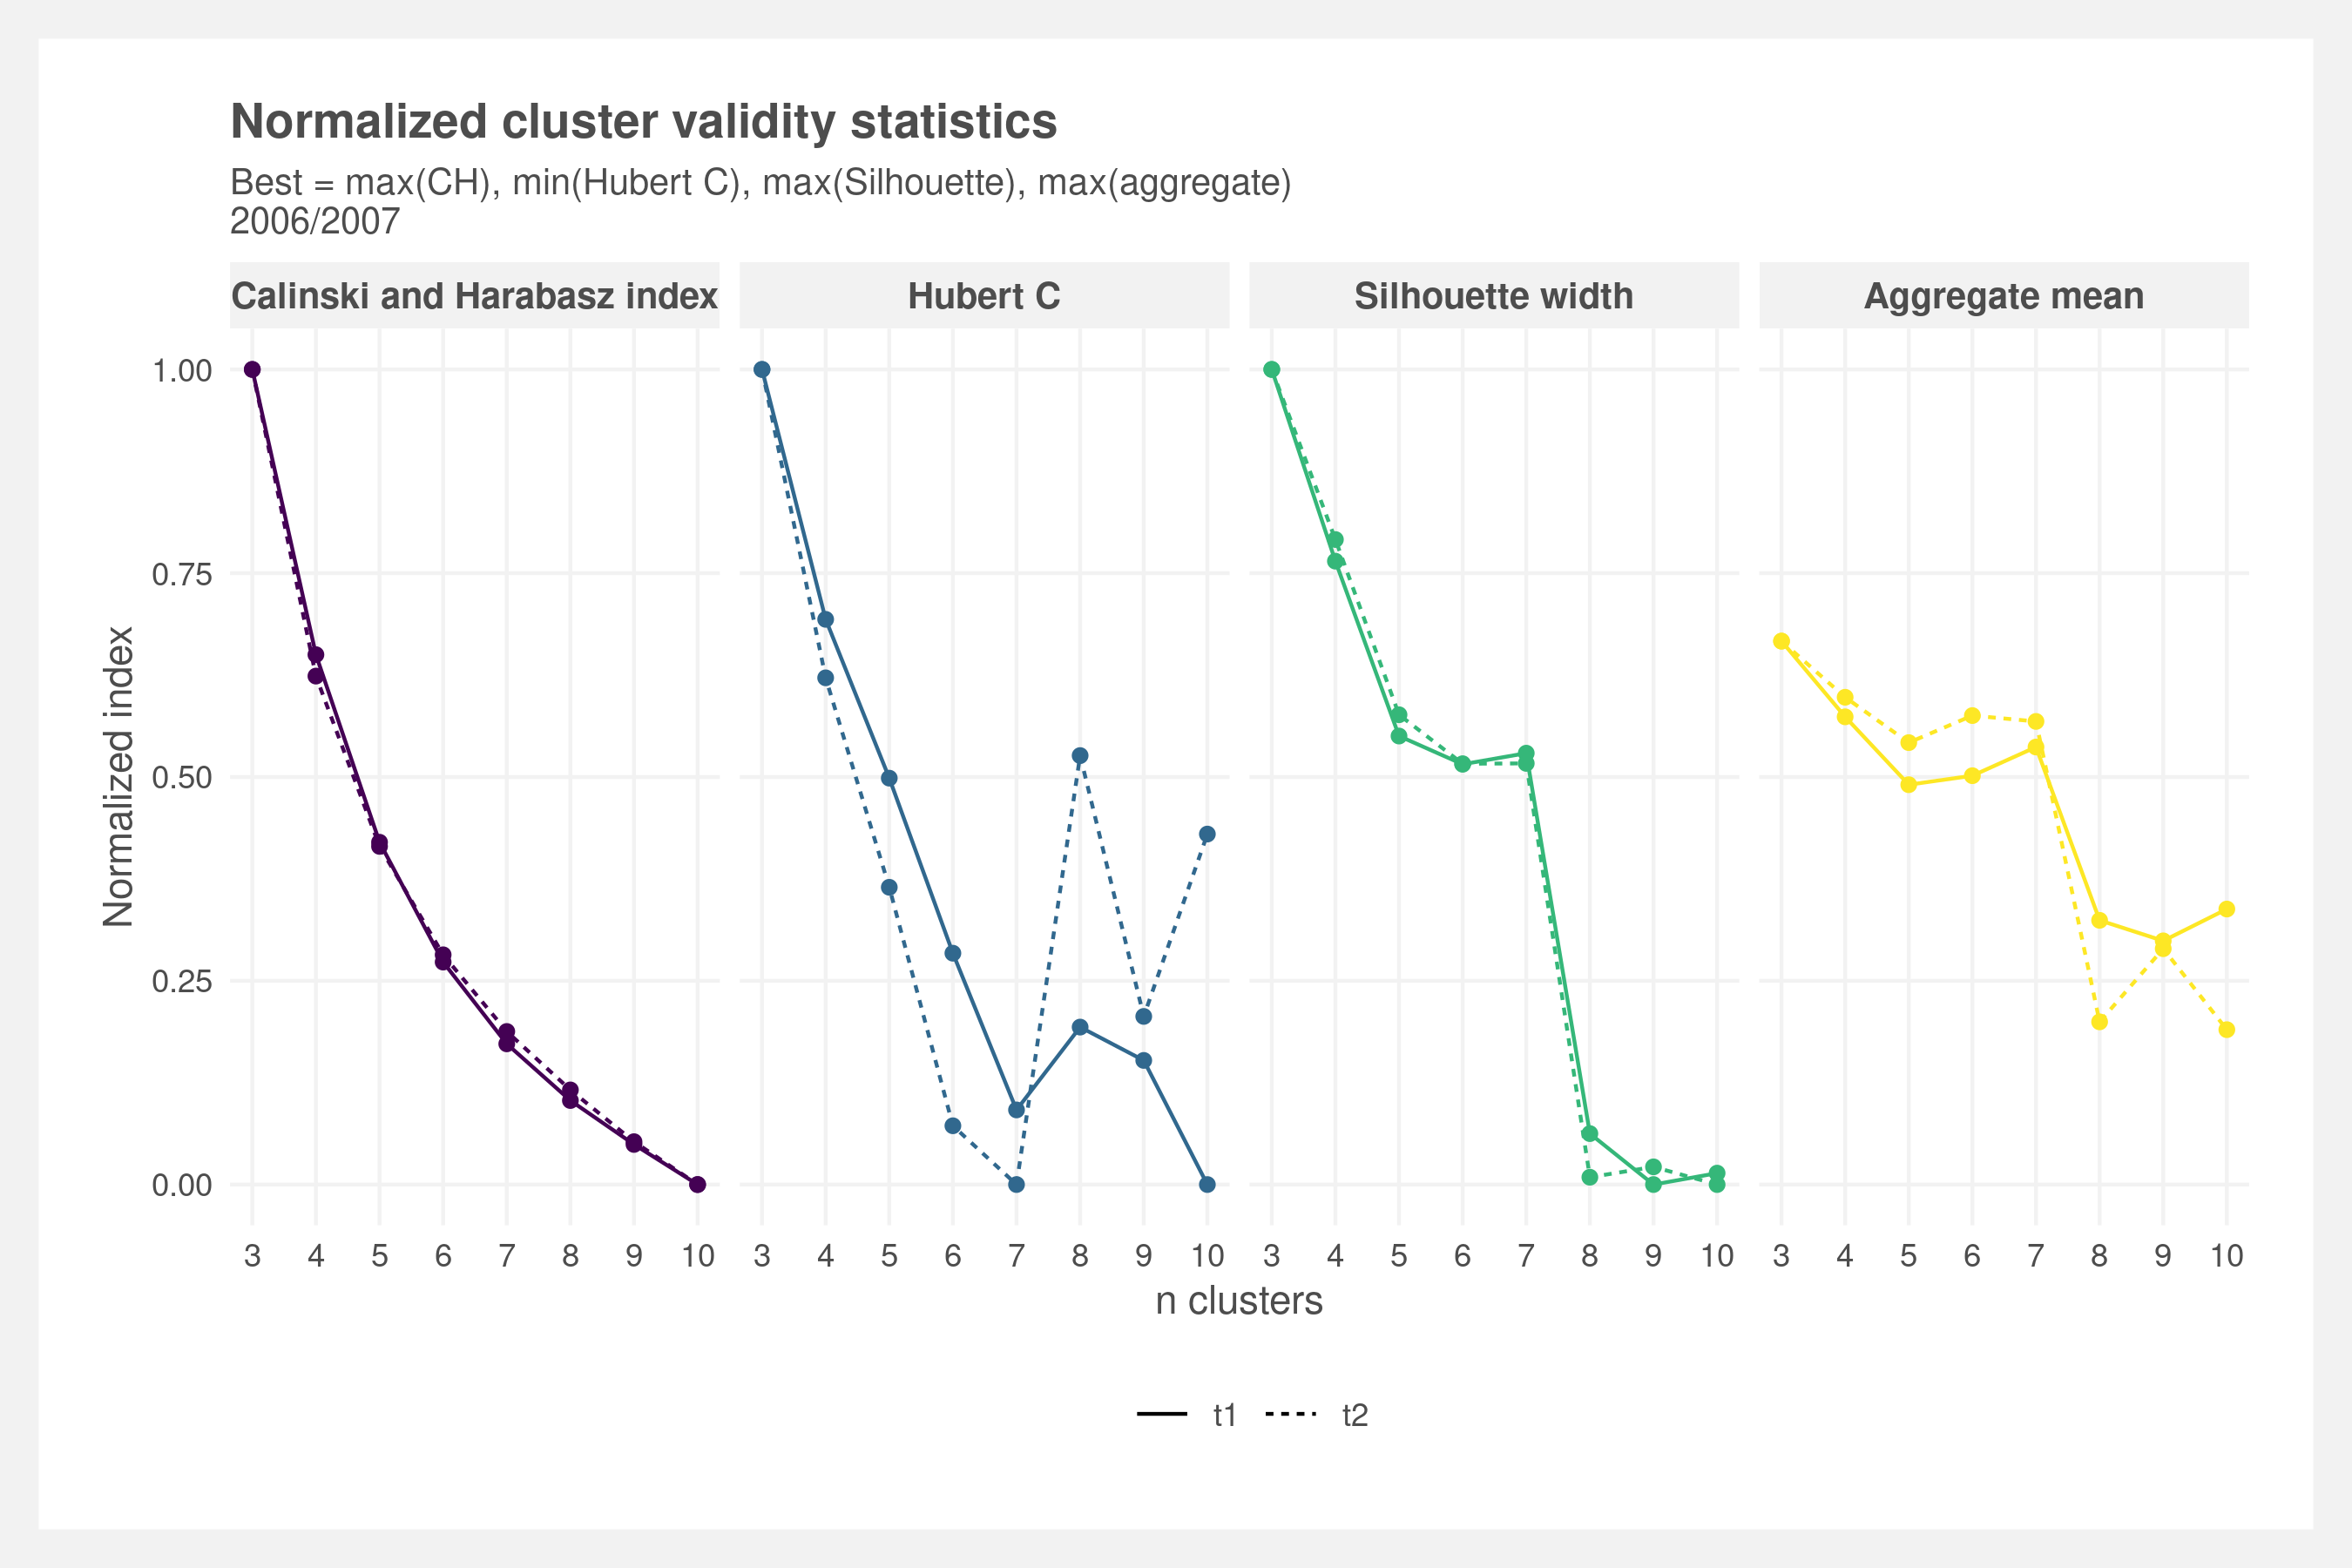 Normalized cluster validity statistics
Best = max(CH), min(Hubert C), max(Silhouette), max(aggregate)
2006/2007
Calinski and Harabasz index Hubert C Silhouette width Aggregate mean
Normalized index
1.00
0.75
0.50
0.25
0.00
3 4 5 6 7 8 9 10 3 4 5 6 7 8 9 10 3 4 5 6 7 8 9 10 3 4 5 6 7 8 9 10
n clusters
t1 t2